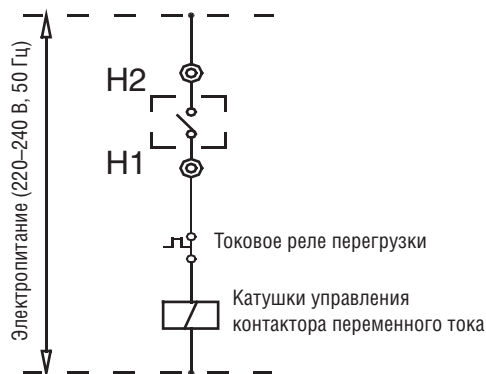 Электропитание (220–240 В, 50 Гц)
H2
H1
Токовое реле перегрузки
Катушки управления
контактора переменного тока